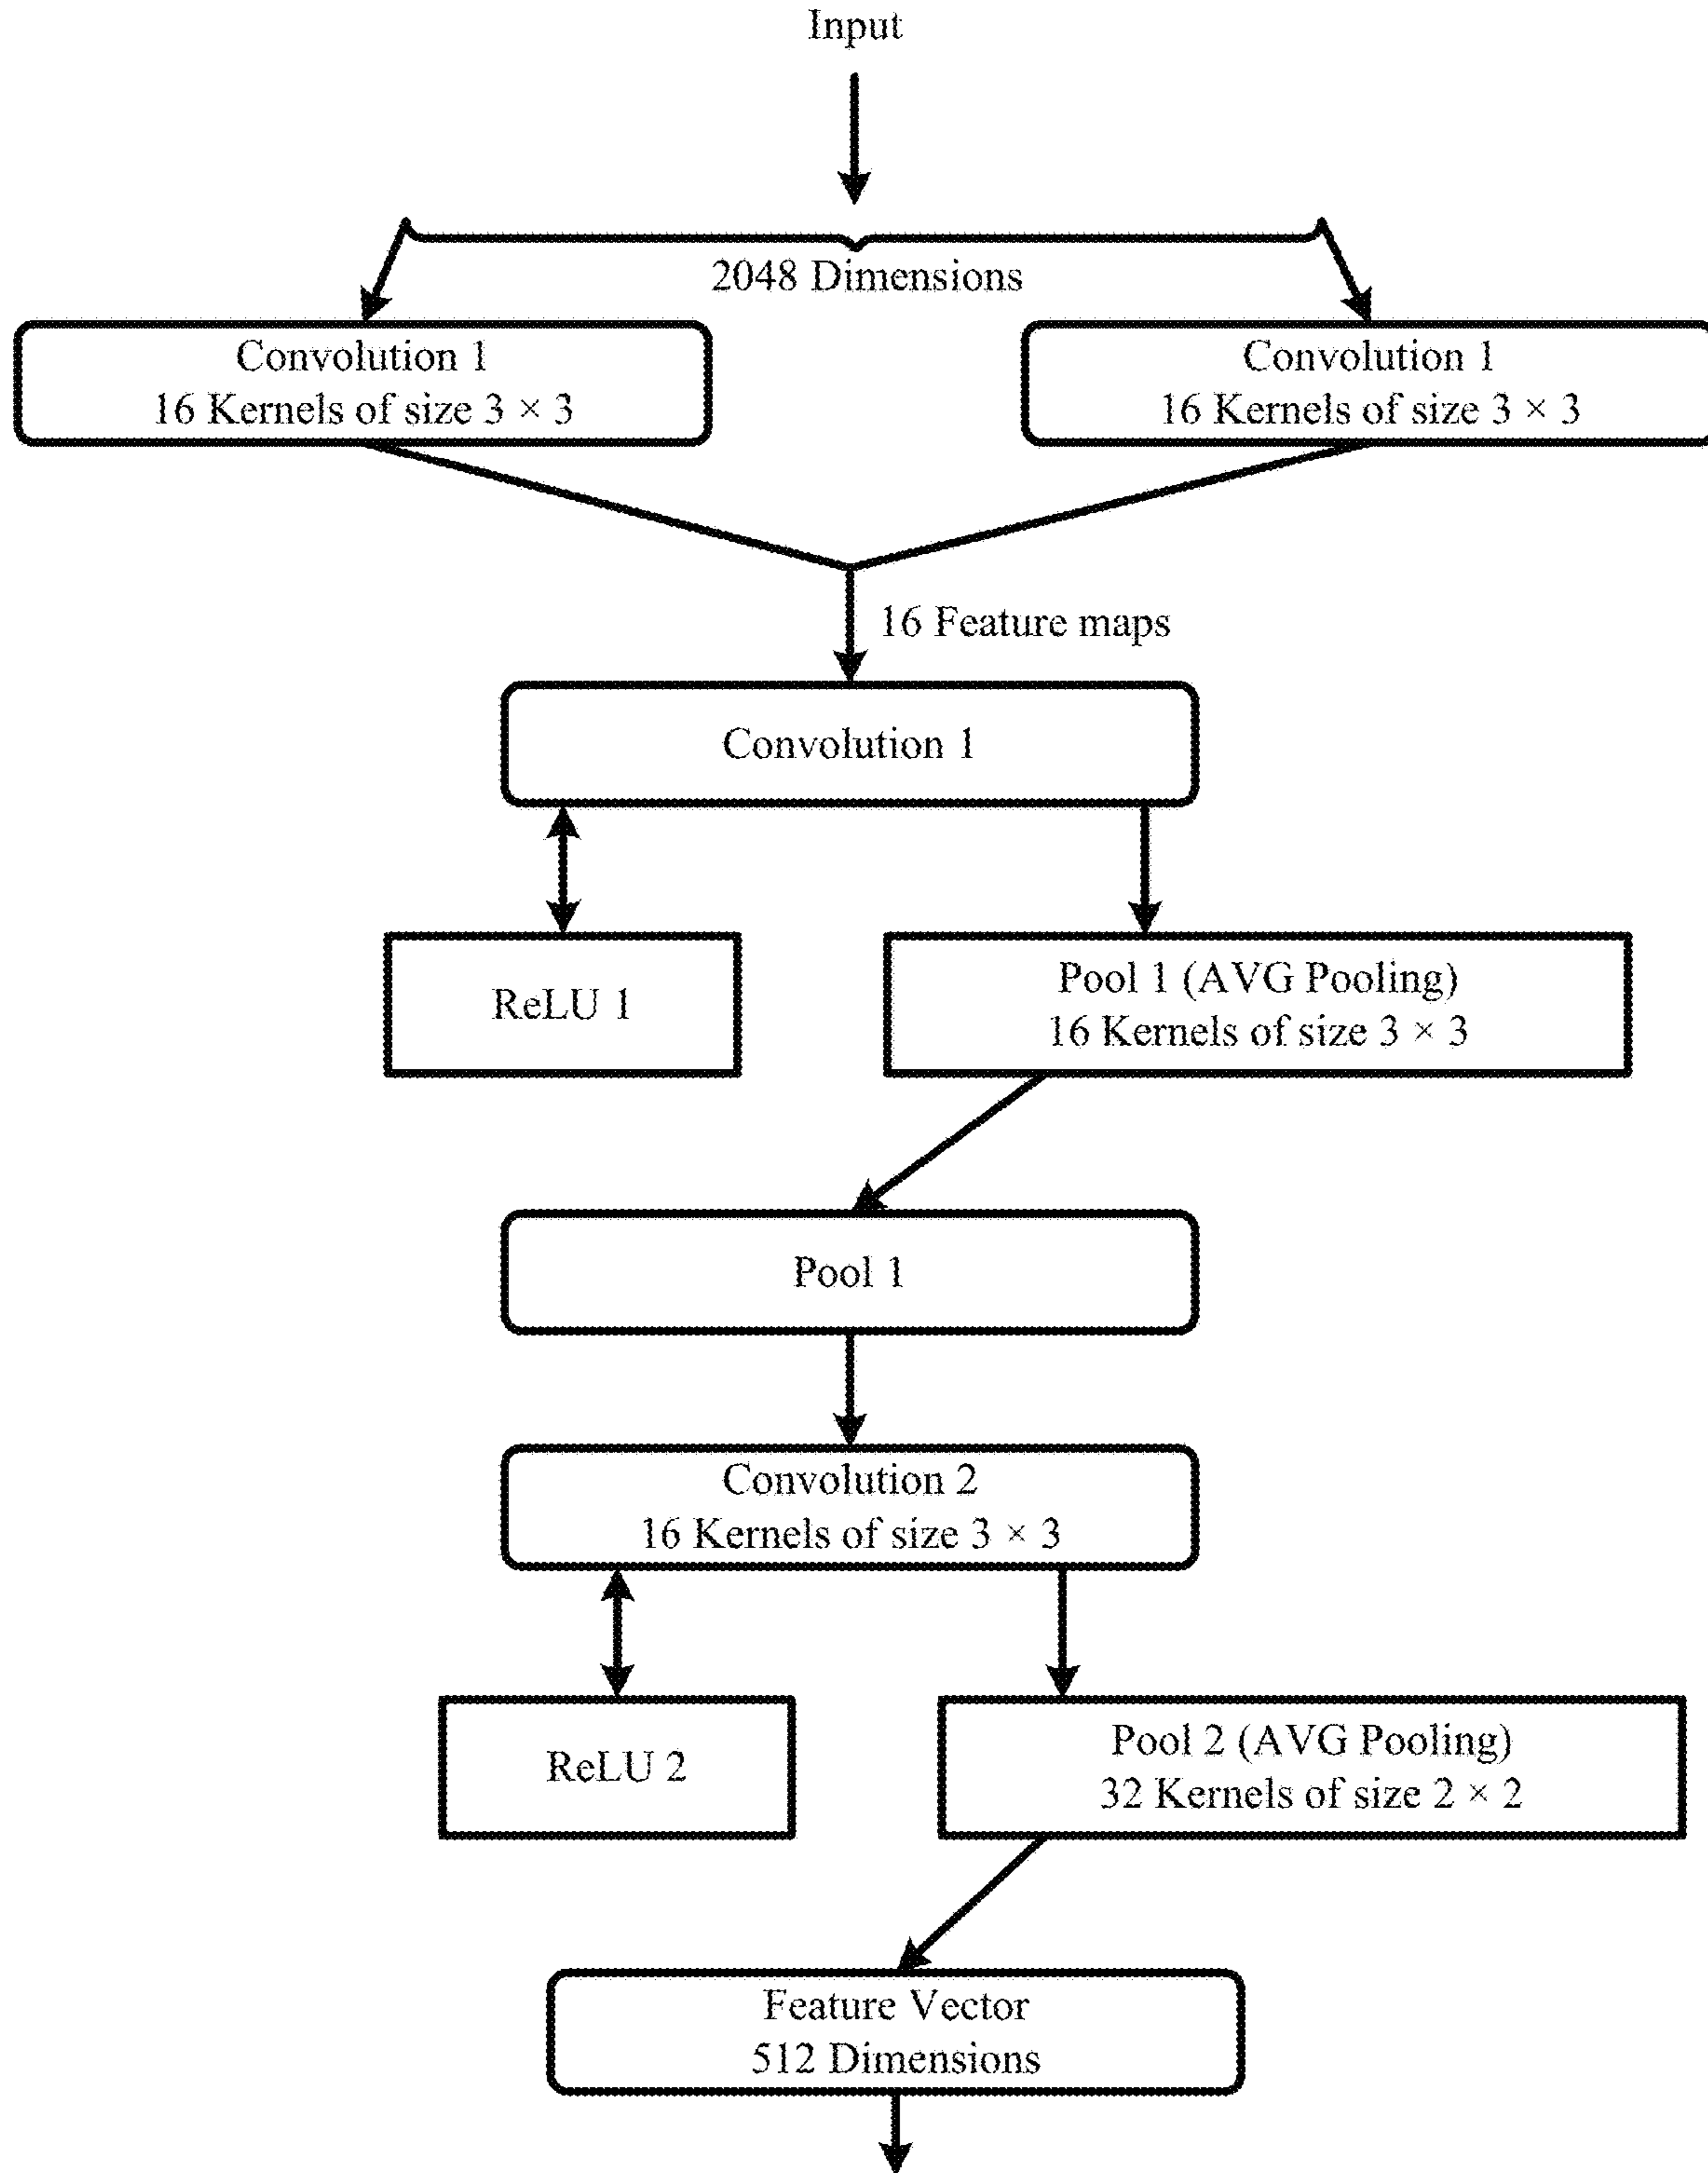 Input
2048 Dimensions
Convolution 1
16 Kernels of size 3 × 3
Convolution 1
16 Kernels of size 3 × 3
16 Feature maps
Convolution 1
ReLU 1
Pool 1 (AVG Pooling)
16 Kernels of size 3 × 3
Pool 1
Convolution 2
16 Kernels of size 3 × 3
ReLU 2
Pool 2 (AVG Pooling)
32 Kernels of size 2 × 2
Feature Vector
512 Dimensions